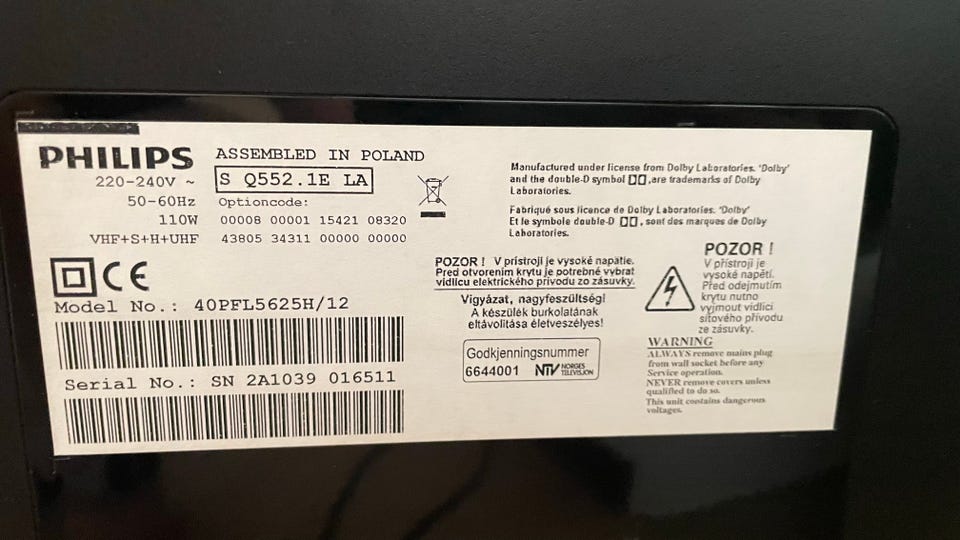 PHILIPS
ASSEMBLED IN POLAND
220-240V ~
S Q552.1E LA
50-60Hz
Optioncode:
110W
00008 00001 15421 08320
VHF+S+H+UHF
43805 34311 00000 00000
CE
Model No.: 40PFL5625H/12
Serial No.: SN 2A1039 016511
Manufactured under license from Dolby Laboratories. 'Dolby'
and the double-D symbol ,are trademarks of Dolby
Laboratories.
Fabriqué sous licence de Dolby Laboratories. 'Dolby'
Et le symbole double-D , sont des marques de Dolby
Laboratories.
POZOR ! V prístroji je vysoké napätie.
Pred otvorením krytu je potrebné vybrat
vidlicu elektrického prívodu zo zásuvky.
Vigyázat, nagyfeszültség!
A készülék burkolatának
eltávolítása életveszélyes!
Godkjenningsnummer
6644001 NTV NORGES
TELEVISJON
POZOR !
V přístroji je
vysoké napětí.
Před odejmutím
krytu nutno
vyjmout vidlici
síťového přívodu
ze zásuvky.
WARNING
ALWAYS remove mains plug
from wall socket before any
Service operation.
NEVER remove covers unless
qualified to do so.
This unit contains dangerous
voltages.